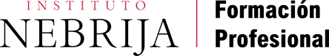 INSTITUTO
NEBRIJA
Formación
Profesional